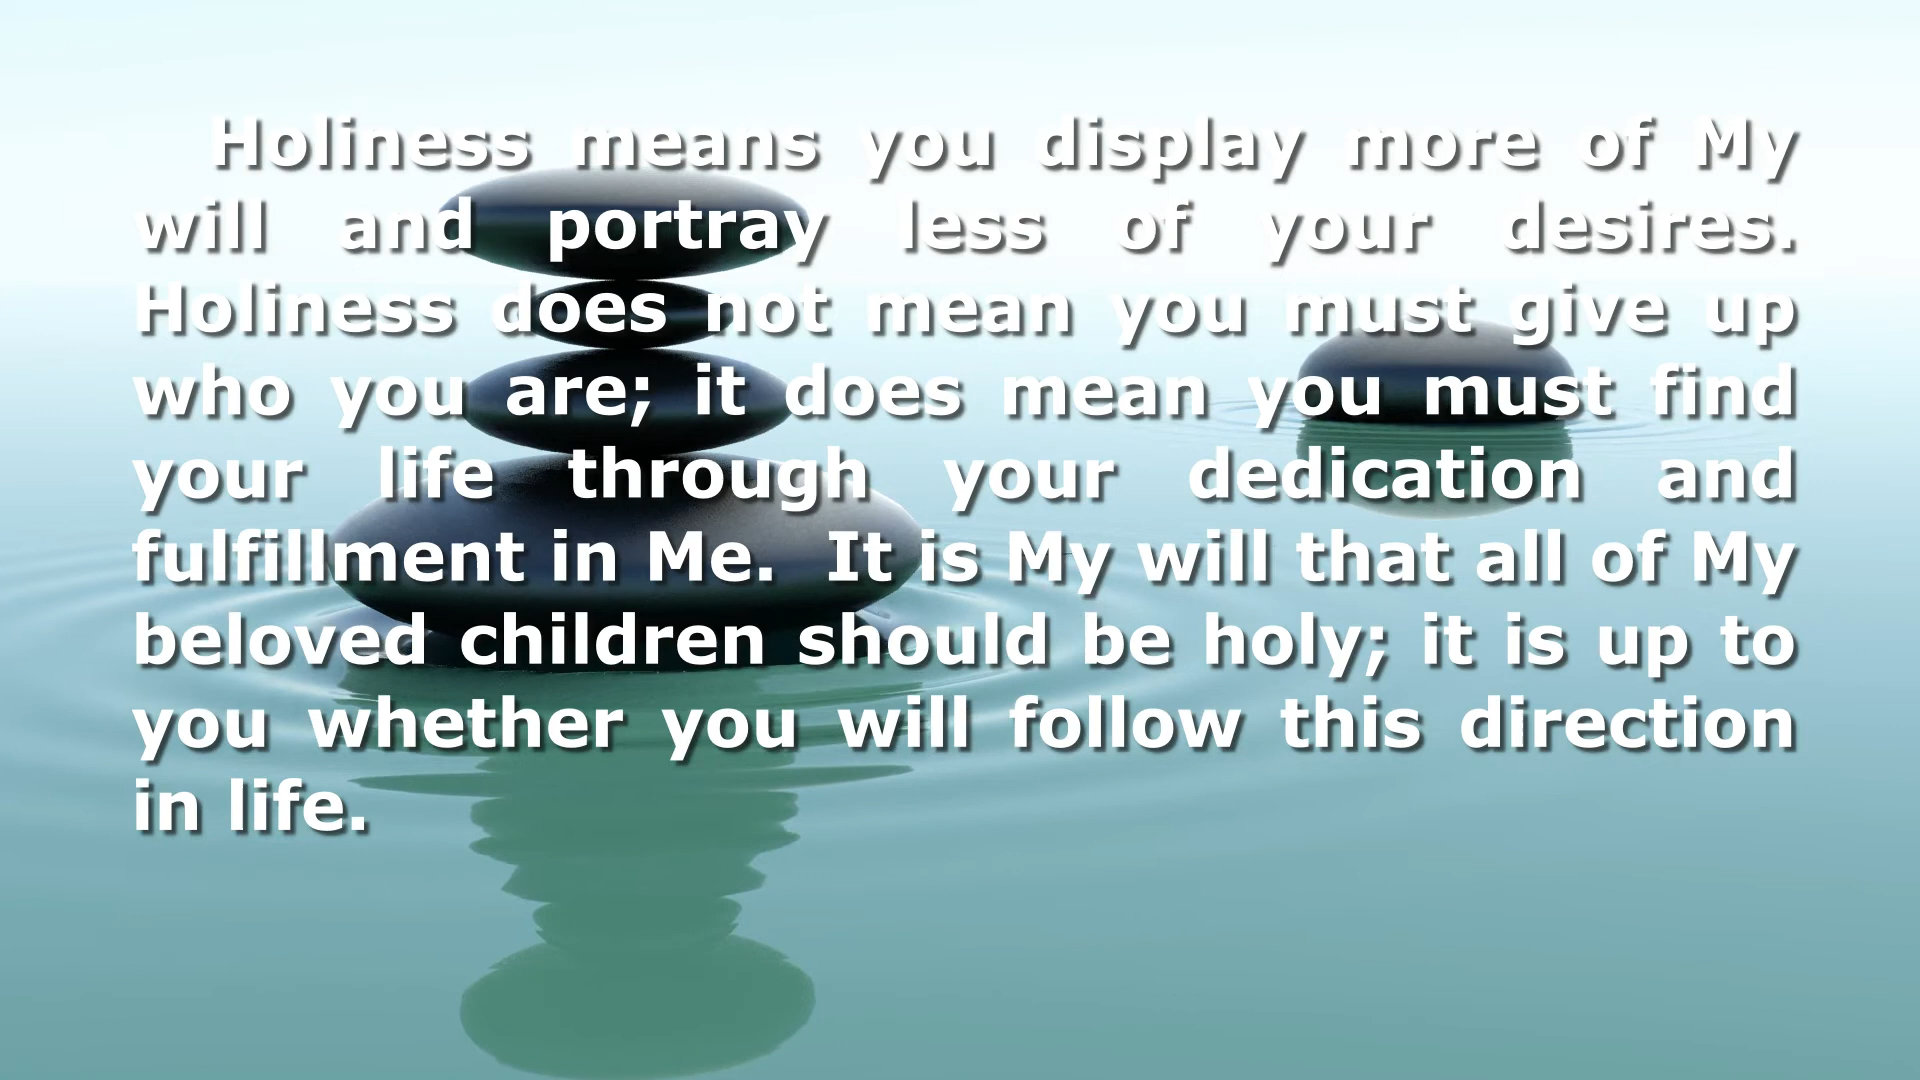 Holiness means you display more of My
will and portray less of your desires.
Holiness does not mean you must give up
who you are; it does mean you must find
your life through your dedication and
fulfillment in Me.  It is My will that all of My
beloved children should be holy; it is up to
you whether you will follow this direction
in life.